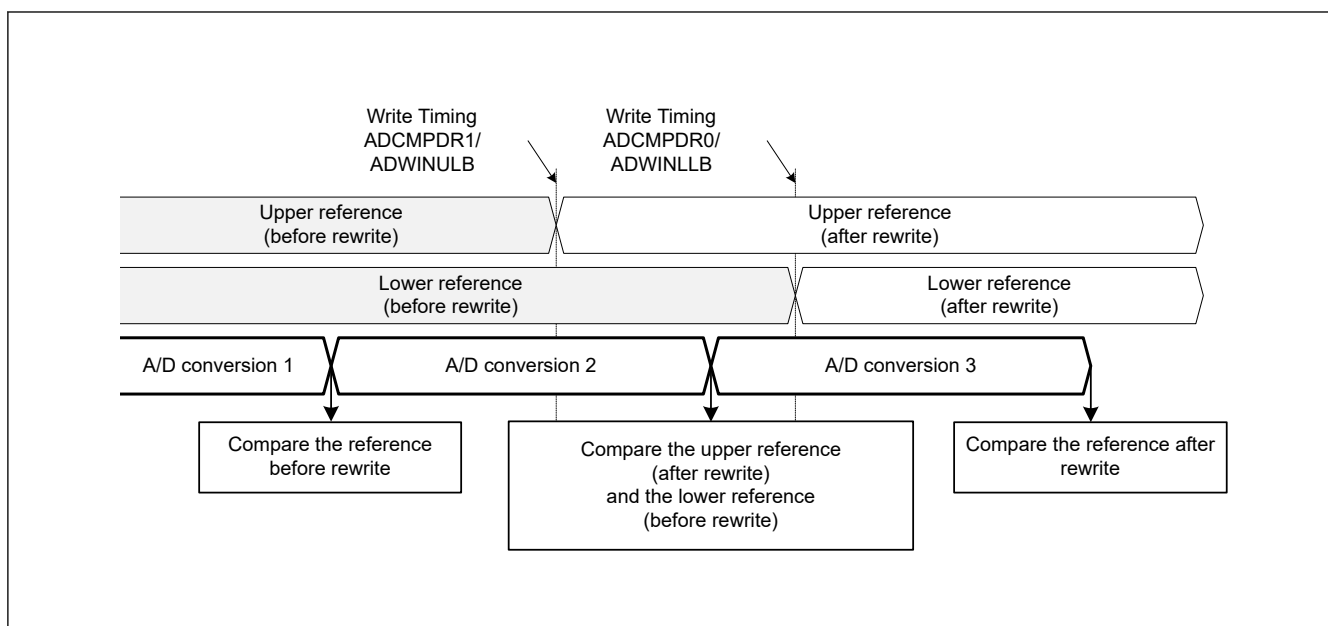 Write Timing
ADCMPDR1/
ADWINULB
Write Timing
ADCMPDR0/
ADWINLLB
Upper reference
(before rewrite)
Upper reference
(after rewrite)
Lower reference
(before rewrite)
Lower reference
(after rewrite)
A/D conversion 1
A/D conversion 2
A/D conversion 3
Compare the reference
before rewrite
Compare the upper reference
(after rewrite)
and the lower reference
(before rewrite)
Compare the reference after
rewrite